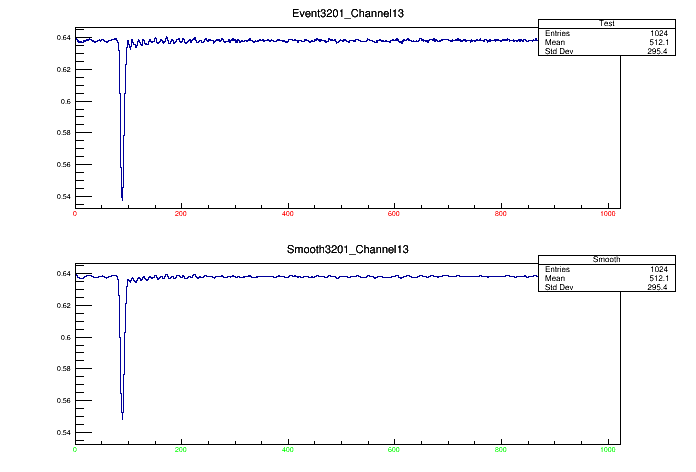 Event3201_Channel13
Test
Entries 1024
Mean 512.1
Std Dev 295.4
0.64
0.62
0.6
0.58
0.56
0.54
0 200 400 600 800 1000
Smooth3201_Channel13
Smooth
Entries 1024
Mean 512.1
Std Dev 295.4
0.64
0.62
0.6
0.58
0.56
0.54
0 200 400 600 800 1000